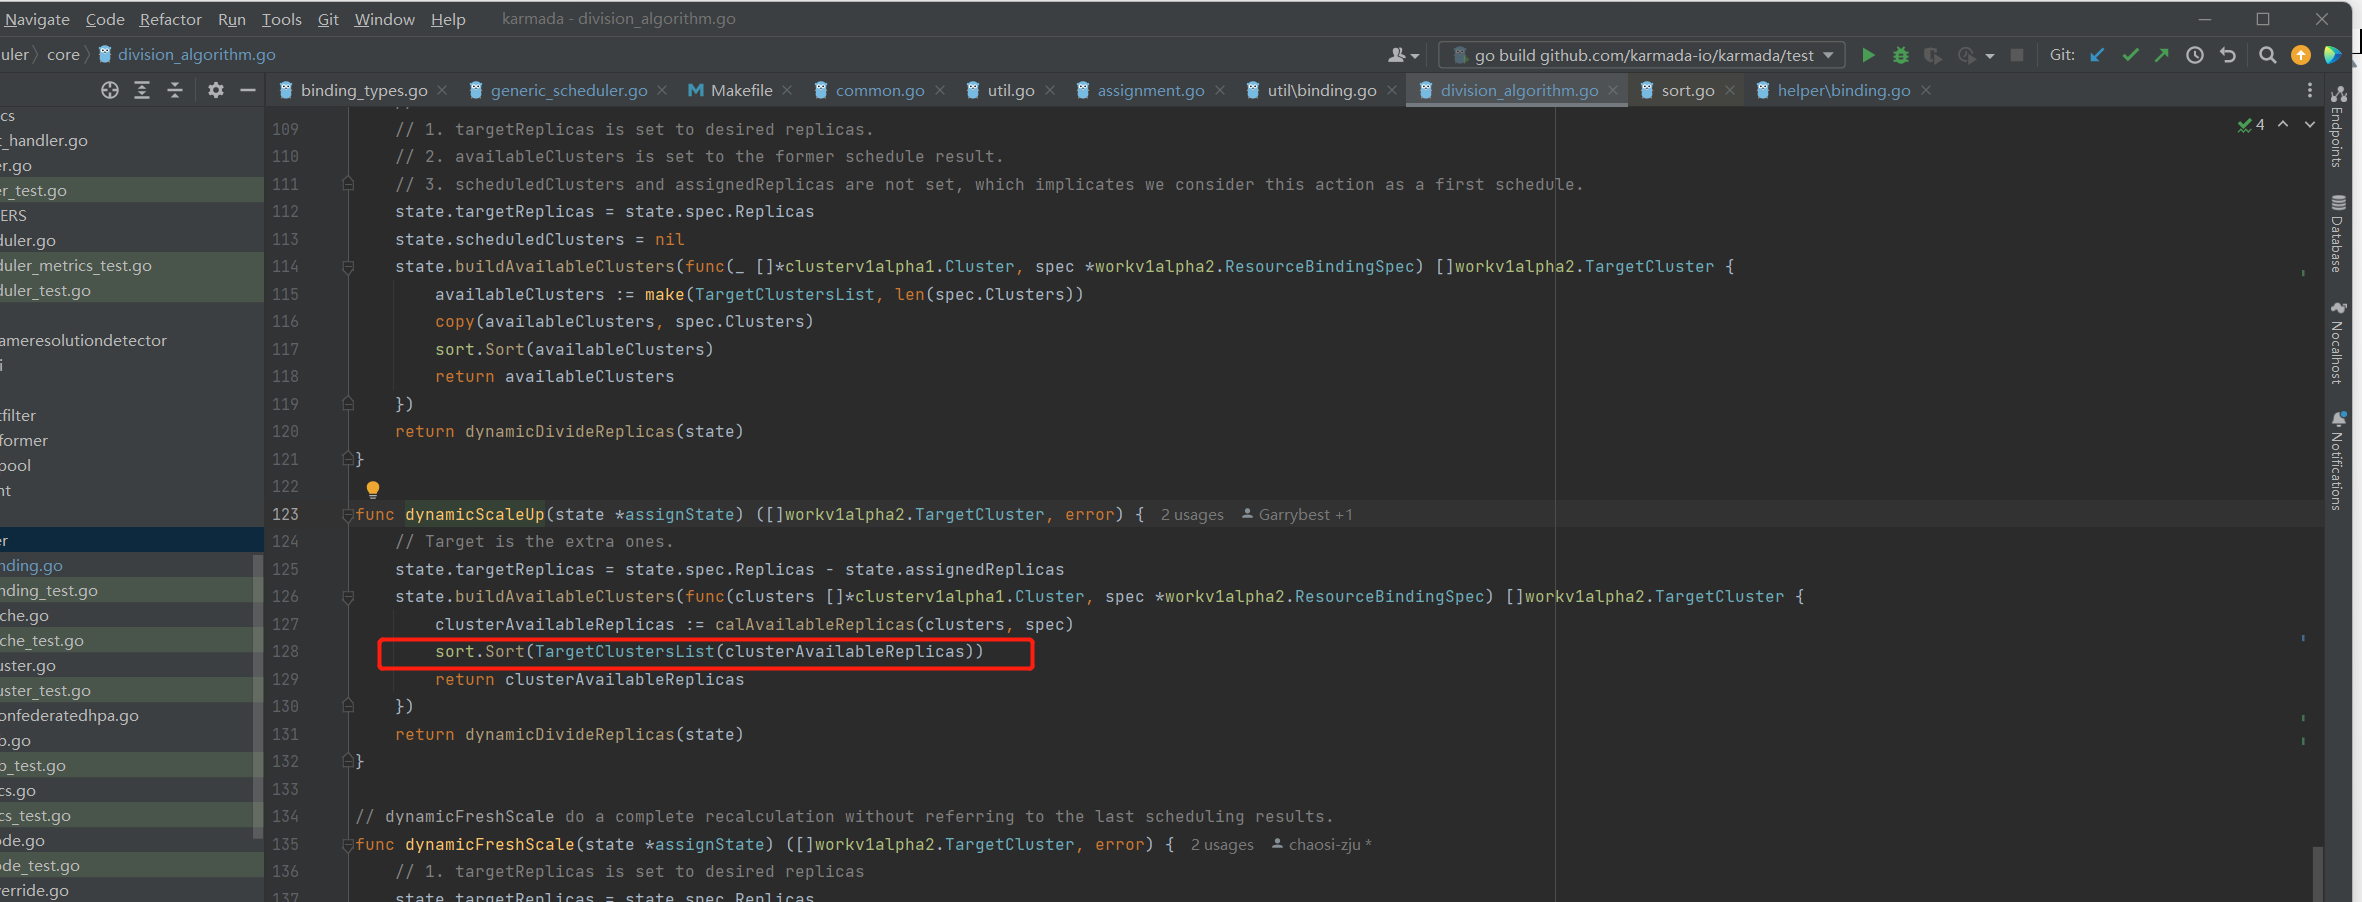 Navigate Code Refactor Run Tools Git Window Help karmada - division_algorithm.go
uler core division_algorithm.go
go build github.com/karmada-io/karmada/test Git:
binding_types.go generic_scheduler.go Makefile common.go util.go assignment.go util\binding.go division_algorithm.go sort.go helper\binding.go
cs
t_handler.go
er.go
er_test.go
ERS
duler.go
duler_metrics_test.go
duler_test.go
ameresolutiondetector
i
tfilter
former
pool
nt
er
nding.go
nding_test.go
che.go
che_test.go
uster.go
uster_test.go
onfederatedhpa.go
p.go
p_test.go
cs.go
cs_test.go
ode.go
ode_test.go
verride.go
4
109 // 1. targetReplicas is set to desired replicas.
110 // 2. availableClusters is set to the former schedule result.
111 // 3. scheduledClusters and assignedReplicas are not set, which implicates we consider this action as a first schedule.
112 state.targetReplicas = state.spec.Replicas
113 state.scheduledClusters = nil
114 state.buildAvailableClusters(func(_ []*clusterv1alpha1.Cluster, spec *workv1alpha2.ResourceBindingSpec) []workv1alpha2.TargetCluster {
115 availableClusters := make(TargetClustersList, len(spec.Clusters))
116 copy(availableClusters, spec.Clusters)
117 sort.Sort(availableClusters)
118 return availableClusters
119 })
120 return dynamicDivideReplicas(state)
121 }
122
123 func dynamicScaleUp(state *assignState) ([]workv1alpha2.TargetCluster, error) { 2 usages Garrybest +1
124 // Target is the extra ones.
125 state.targetReplicas = state.spec.Replicas - state.assignedReplicas
126 state.buildAvailableClusters(func(clusters []*clusterv1alpha1.Cluster, spec *workv1alpha2.ResourceBindingSpec) []workv1alpha2.TargetCluster {
127 clusterAvailableReplicas := calAvailableReplicas(clusters, spec)
128 sort.Sort(TargetClustersList(clusterAvailableReplicas))
129 return clusterAvailableReplicas
130 })
131 return dynamicDivideReplicas(state)
132 }
133
134 // dynamicFreshScale do a complete recalculation without referring to the last scheduling results.
135 func dynamicFreshScale(state *assignState) ([]workv1alpha2.TargetCluster, error) { 2 usages chaosi-zju *
136 // 1. targetReplicas is set to desired replicas
137 state.targetReplicas = state.spec.Replicas
Endpoints
Database
Nocalhost
Notifications